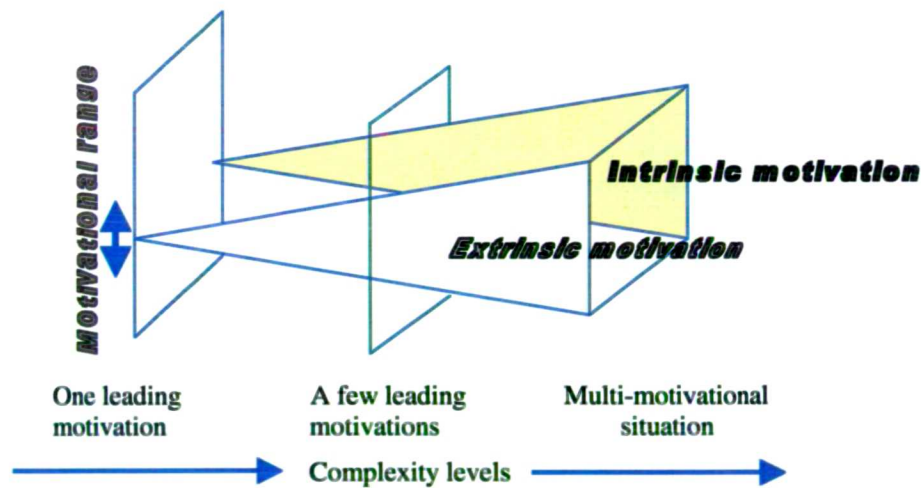 Motivational range
Intrinsic motivation
Extrinsic motivation
One leading
motivation
A few leading
motivations
Multi-motivational
situation
Complexity levels